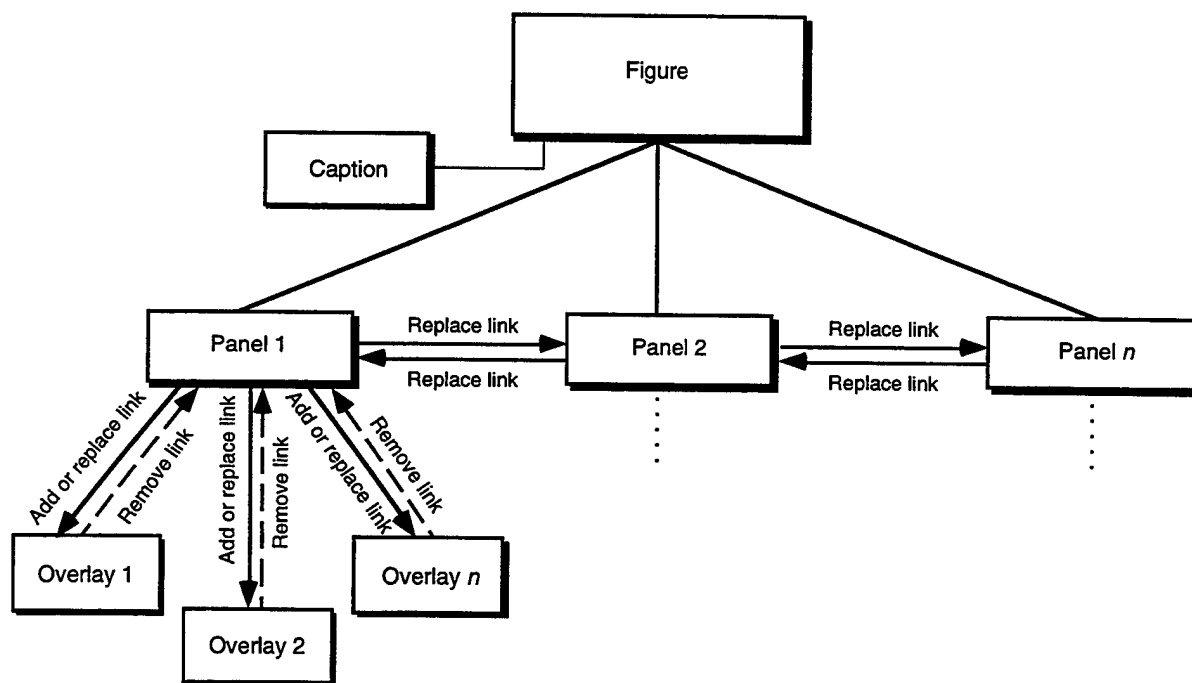 Figure
Caption
Panel 1
Replace link
Replace link
Panel 2
Replace link
Replace link
Panel n
Add or replace link
Remove link
Add or replace link
Remove link
Add or replace link
Remove link
Overlay 1
Overlay 2
Overlay n